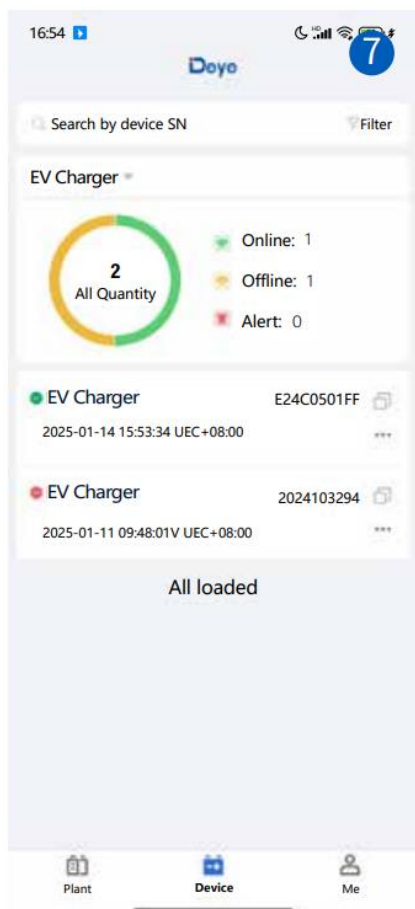 16:54
7
Deye
Search by device SN Filter
EV Charger
2
All Quantity
Online: 1
Offline: 1
Alert: 0
EV Charger E24C0501FF
2025-01-14 15:53:34 UEC+08:00
EV Charger 2024103294
2025-01-11 09:48:01V UEC+08:00
All loaded
Plant Device Me